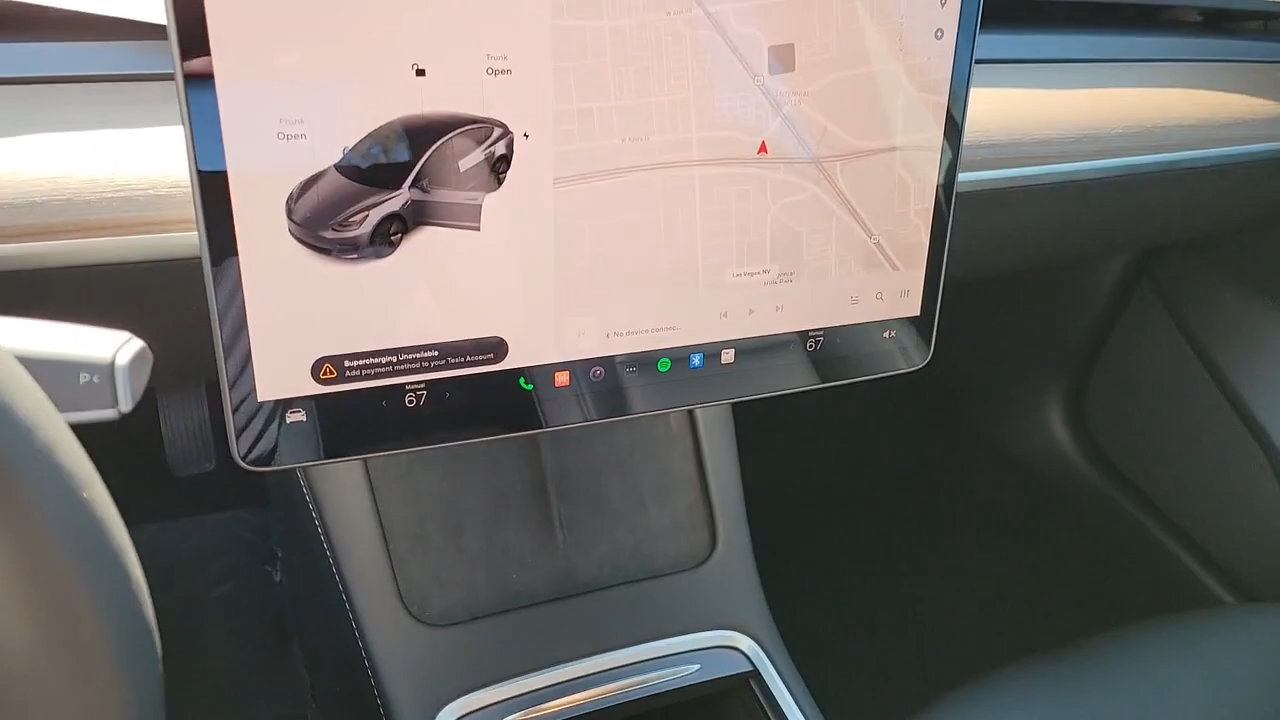 Trunk
Open
Frunk
Open
Las Vegas, NV
No device connec...
Supercharging Unavailable
Add payment method to your Tesla Account
Manual
67
Manual
67
P